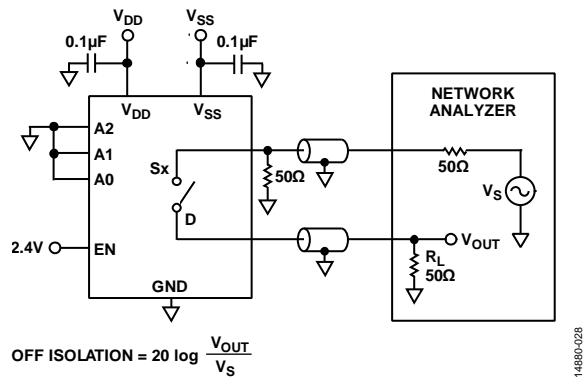 VDD
VSS
0.1µF
0.1µF
VDD
VSS
NETWORK
ANALYZER
A2
A1
A0
Sx
50Ω
50Ω
VS
D
2.4V
EN
VOUT
RL
50Ω
GND
OFF ISOLATION = 20 log VOUT
VS
14880-028